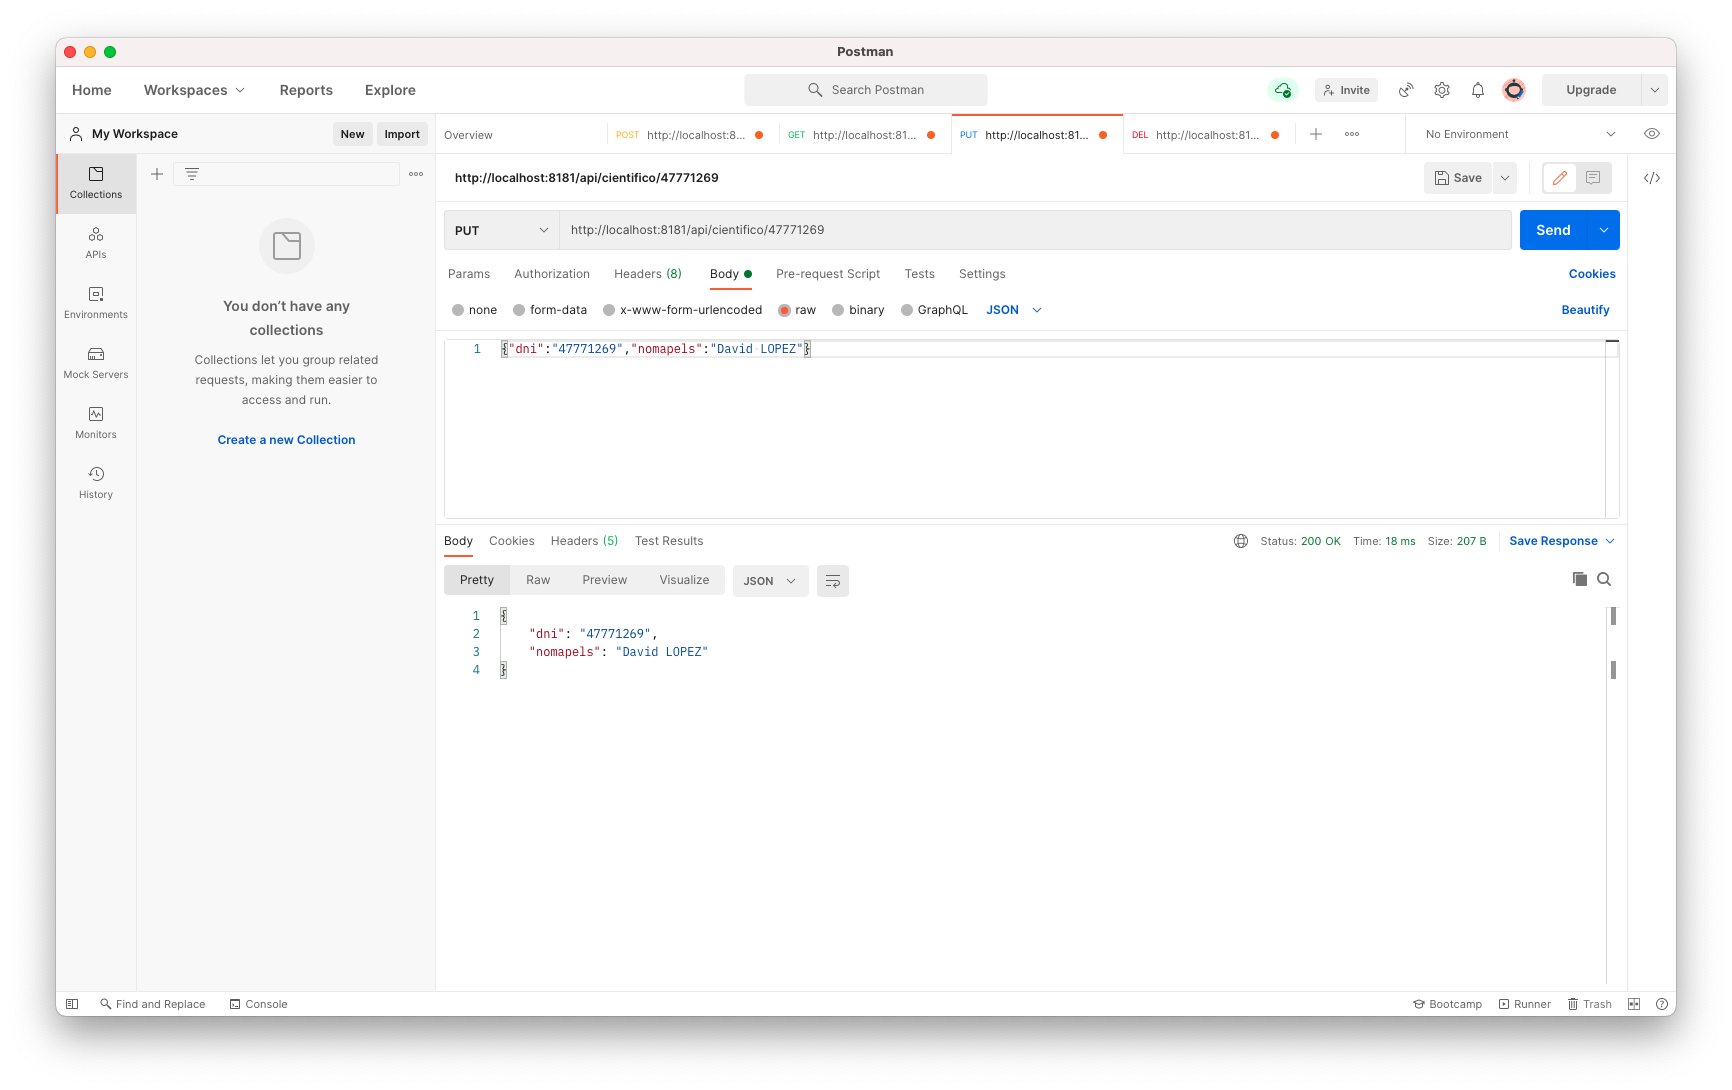 Postman
Home Workspaces Reports Explore Search Postman Invite Upgrade
My Workspace New Import Overview POST http://localhost:8... GET http://localhost:81... PUT http://localhost:81... DEL http://localhost:81... No Environment
Collections
APIs
Environments
Mock Servers
Monitors
History
You don’t have any
collections
Collections let you group related
requests, making them easier to
access and run.
Create a new Collection
http://localhost:8181/api/cientifico/47771269 Save
PUT http://localhost:8181/api/cientifico/47771269 Send
Params Authorization Headers (8) Body Pre-request Script Tests Settings Cookies
none form-data x-www-form-urlencoded raw binary GraphQL JSON Beautify
1 {"dni":"47771269","nomapels":"David LOPEZ"}
Body Cookies Headers (5) Test Results Status: 200 OK Time: 18 ms Size: 207 B Save Response
Pretty Raw Preview Visualize JSON
1 {
2 "dni": "47771269",
3 "nomapels": "David LOPEZ"
4 }
Find and Replace Console Bootcamp Runner Trash